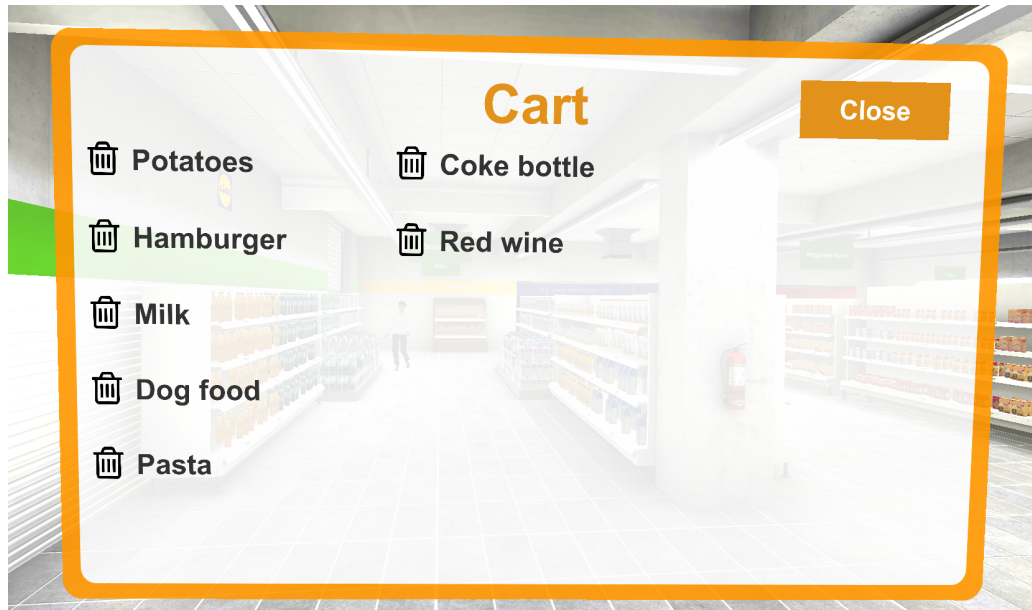 Cart
Close
Potatoes
Hamburger
Milk
Dog food
Pasta
Coke bottle
Red wine